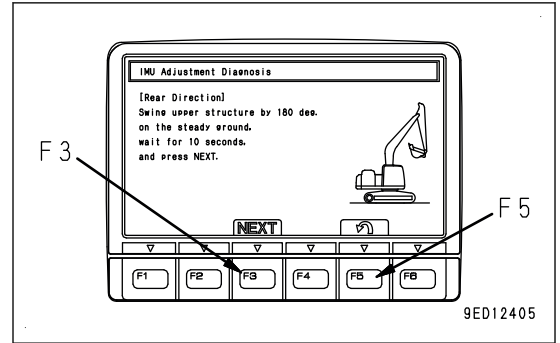 IMU Adjustment Diagnosis
[Rear Direction]
Swing upper structure by 180 deg.
on the steady ground,
wait for 10 seconds,
and press NEXT.
F3
F5
NEXT
F1 F2 F3 F4 F5 F6
9ED12405